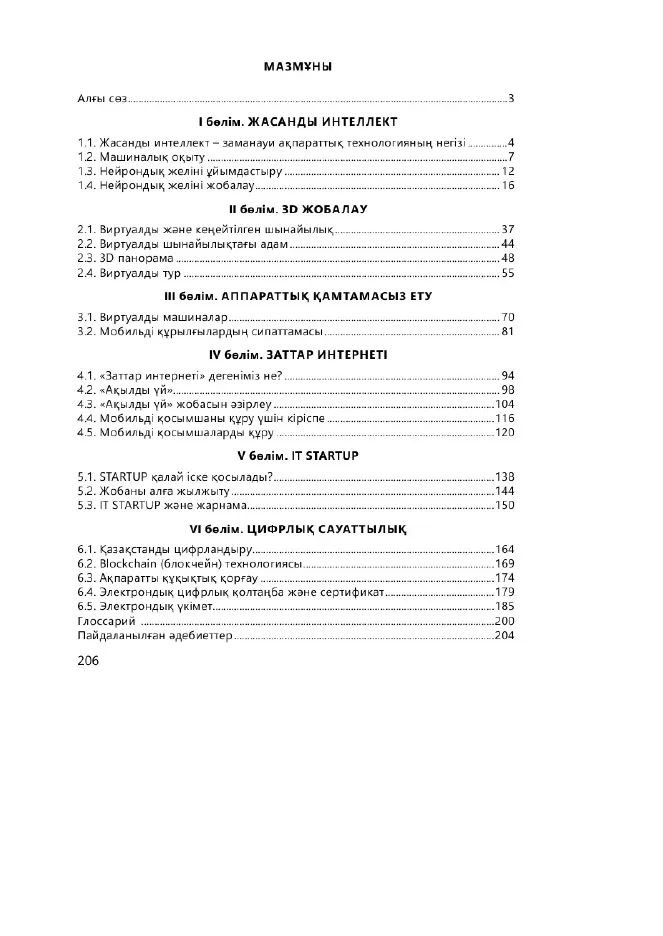 МАЗМҰНЫ
Алғы сөз....3
I бөлім. ЖАСАНДЫ ИНТЕЛЛЕКТ
1.1. Жасанды интеллект – заманауи ақпараттық технологияның негізі....4
1.2. Машиналық оқыту....7
1.3. Нейрондық желіні ұйымдастыру....12
1.4. Нейрондық желіні жобалау....16
II бөлім. 3D ЖОБАЛАУ
2.1. Виртуалды және кеңейтілген шынайылық....37
2.2. Виртуалды шынайылықтағы адам....44
2.3. 3D панорама....48
2.4. Виртуалды тур....55
III бөлім. АППАРАТТЫҚ ҚАМТАМАСЫЗ ЕТУ
3.1. Виртуалды машиналар....70
3.2. Мобильді құрылғылардың сипаттамасы....81
IV бөлім. ЗАТТАР ИНТЕРНЕТІ
4.1. «Заттар интернеті» дегеніміз не?....94
4.2. «Ақылды үй»....98
4.3. «Ақылды үй» жобасын әзірлеу....104
4.4. Мобильді қосымшаны құру үшін кіріспе....116
4.5. Мобильді қосымшаларды құру....120
V бөлім. IT STARTUP
5.1. STARTUP қалай іске қосылады?....138
5.2. Жобаны алға жылжыту....144
5.3. IT STARTUP және жарнама....150
VI бөлім. ЦИФРЛЫҚ САУАТТЫЛЫҚ
6.1. Қазақстанды цифрландыру....164
6.2. Blockchain (блокчейн) технологиясы....169
6.3. Ақпаратты құқықтық қорғау....174
6.4. Электрондық цифрлық қолтаңба және сертификат....179
6.5. Электрондық үкімет....185
Глоссарий ....200
Пайдаланылған әдебиеттер....204
206